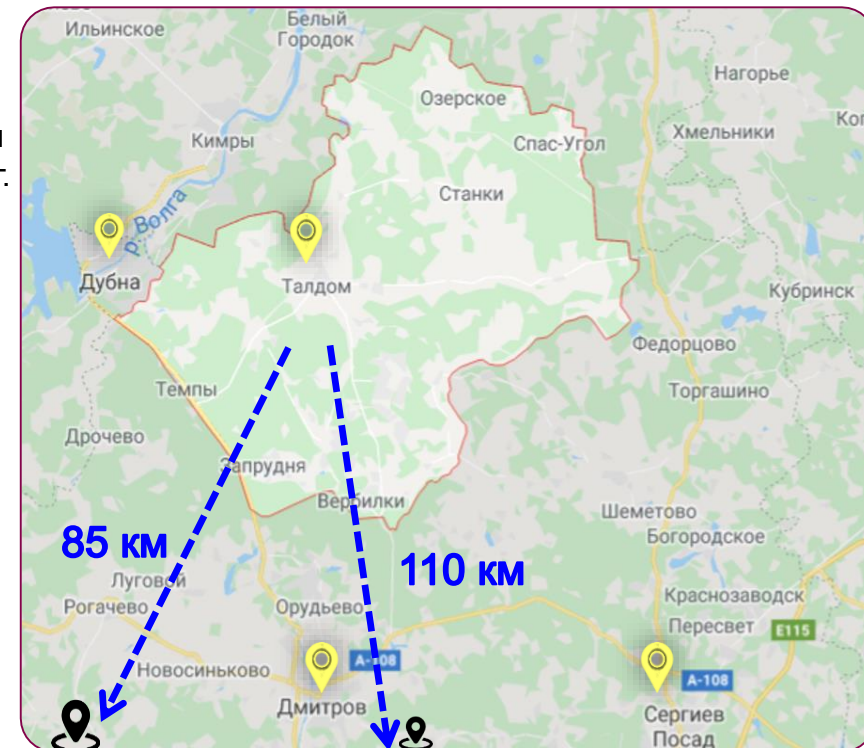 Ильинское
Белый
Городок
Нагорье
Озерское
Кимры
Хмельники
Спас-Угол
т.
Станки
р. Волга
Дубна
Талдом
Кубринск
Федорцово
Темпы
Торгашино
Дрочево
Запрудня
Вербилки
Шеметово
85 км
Богородское
110 км
Луговой
Рогачево
Орудьево
Краснозаводск
Пересвет
E115
Новосиньково
А-108
А-108
Дмитров
Сергиев
Посад